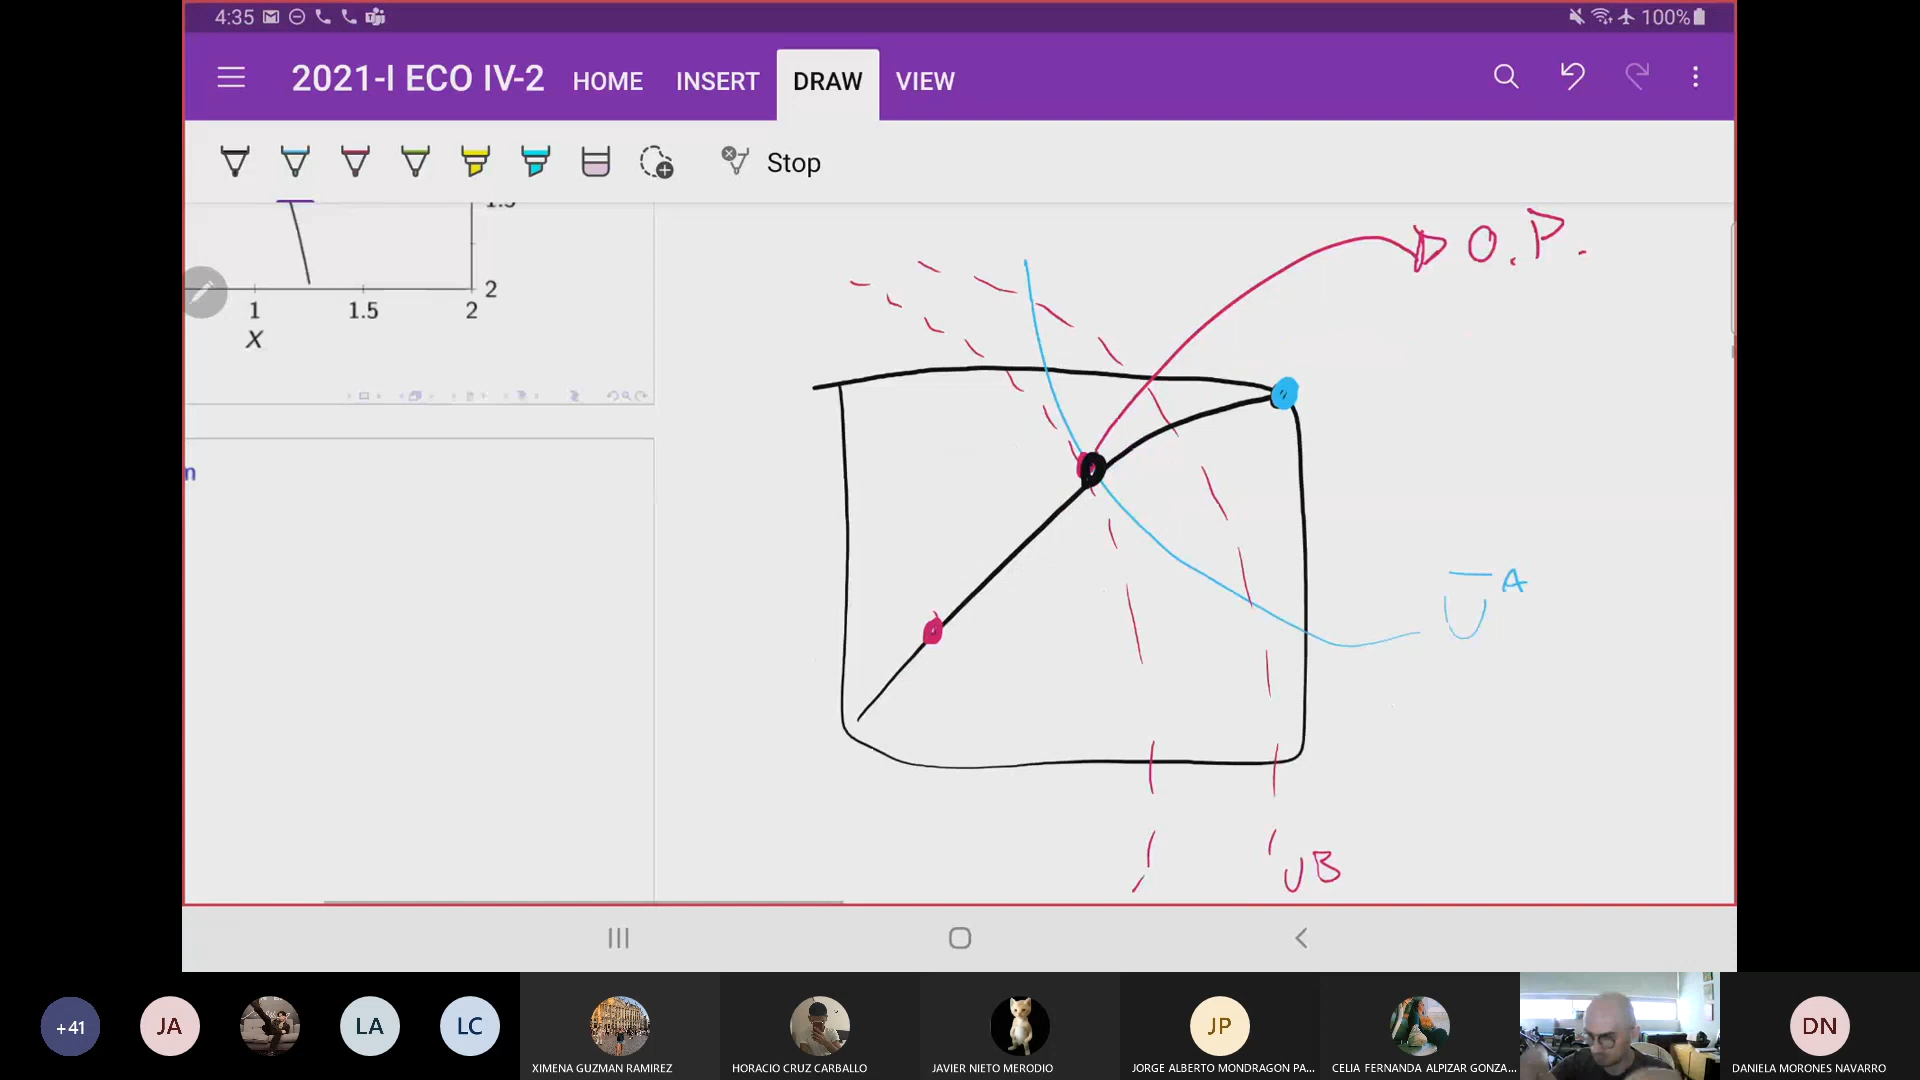 4:35 100%
2021-I ECO IV-2 HOME INSERT DRAW VIEW
Stop
1.5
2
1 1.5 2
X
n
O.P.
U̅ᴬ
UB
+41 JA LA LC JP DN
XIMENA GUZMAN RAMIREZ HORACIO CRUZ CARBALLO JAVIER NIETO MERODIO JORGE ALBERTO MONDRAGON PA... CELIA FERNANDA ALPIZAR GONZA... DANIELA MORONES NAVARRO